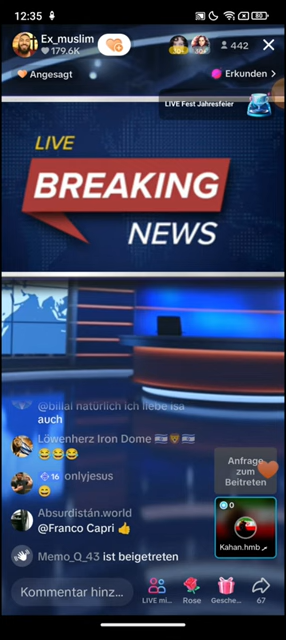 12:35
80
Ex_muslim
179.6K
442
Angesagt
Erkunden >
LIVE Fest Jahresfeier
LIVE
BREAKING
NEWS
@billal natürlich ich liebe isa
auch
Löwenherz Iron Dome 🇮🇱🦁🇮🇱
😂😂😂
16 onlyjesus
😄
Absurdistán.world
@Franco Capri 👍
Memo_Q_43 ist beigetreten
Anfrage
zum
Beitreten
0
Kahan.hmb
Kommentar hinz...
LIVE mi...
Rose
Gesche...
67